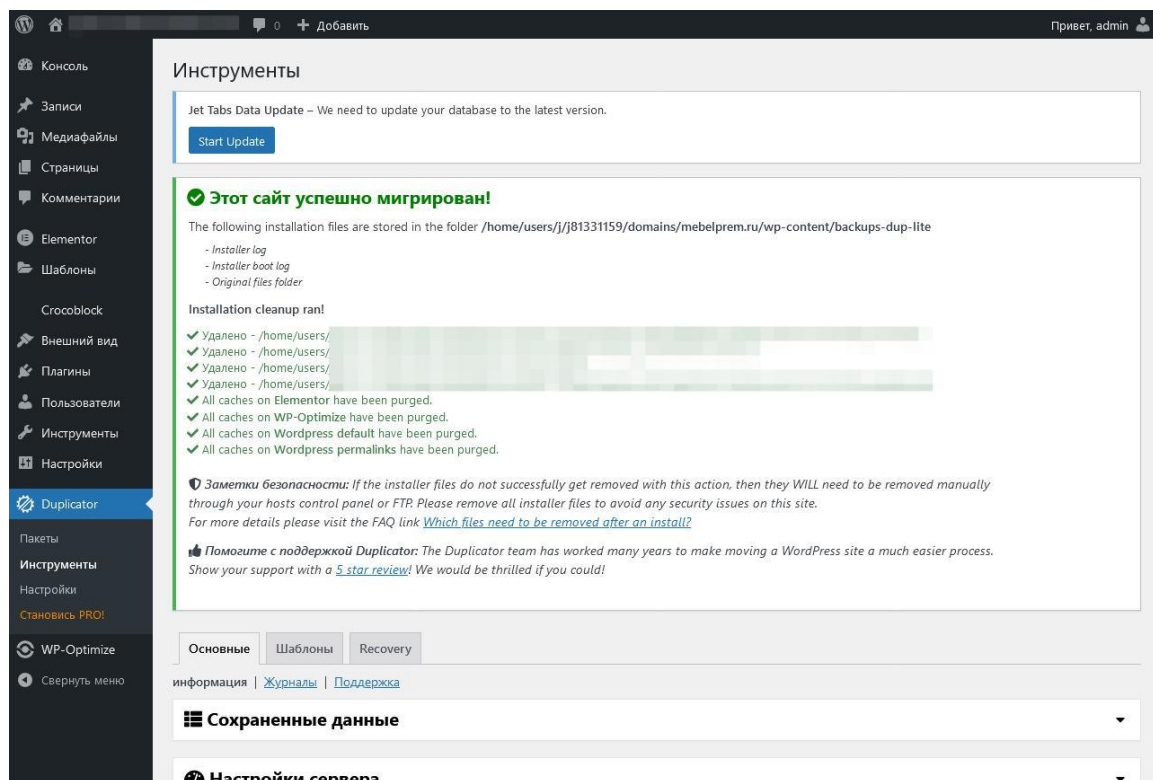 0 + Добавить
Привет, admin
Консоль
Записи
Медиафайлы
Страницы
Комментарии
Elementor
Шаблоны
Crocoblock
Внешний вид
Плагины
Пользователи
Инструменты
Настройки
Duplicator
Пакеты
Инструменты
Настройки
Становись PRO!
WP-Optimize
Свернуть меню
Инструменты
Jet Tabs Data Update – We need to update your database to the latest version.
Start Update
Этот сайт успешно мигрирован!
The following installation files are stored in the folder /home/users/j/j81331159/domains/mebelprem.ru/wp-content/backups-dup-lite
- Installer log
- Installer boot log
- Original files folder
Installation cleanup ran!
Удалено - /home/users/
Удалено - /home/users/
Удалено - /home/users/
Удалено - /home/users/
All caches on Elementor have been purged.
All caches on WP-Optimize have been purged.
All caches on Wordpress default have been purged.
All caches on Wordpress permalinks have been purged.
Заметки безопасности: If the installer files do not successfully get removed with this action, then they WILL need to be removed manually
through your hosts control panel or FTP. Please remove all installer files to avoid any security issues on this site.
For more details please visit the FAQ link Which files need to be removed after an install?
Помогите с поддержкой Duplicator: The Duplicator team has worked many years to make moving a WordPress site a much easier process.
Show your support with a 5 star review! We would be thrilled if you could!
Основные Шаблоны Recovery
информация | Журналы | Поддержка
Сохраненные данные
Настройки сервера